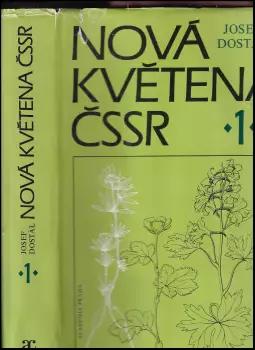 JOSEF
DOSTÁL
NOVÁ KVĚTENA ČSSR
·1·
NOVÁ
KVĚTENA
ČSSR
JOSEF
DOSTÁL
·1·
ACADEMIA PRAHA